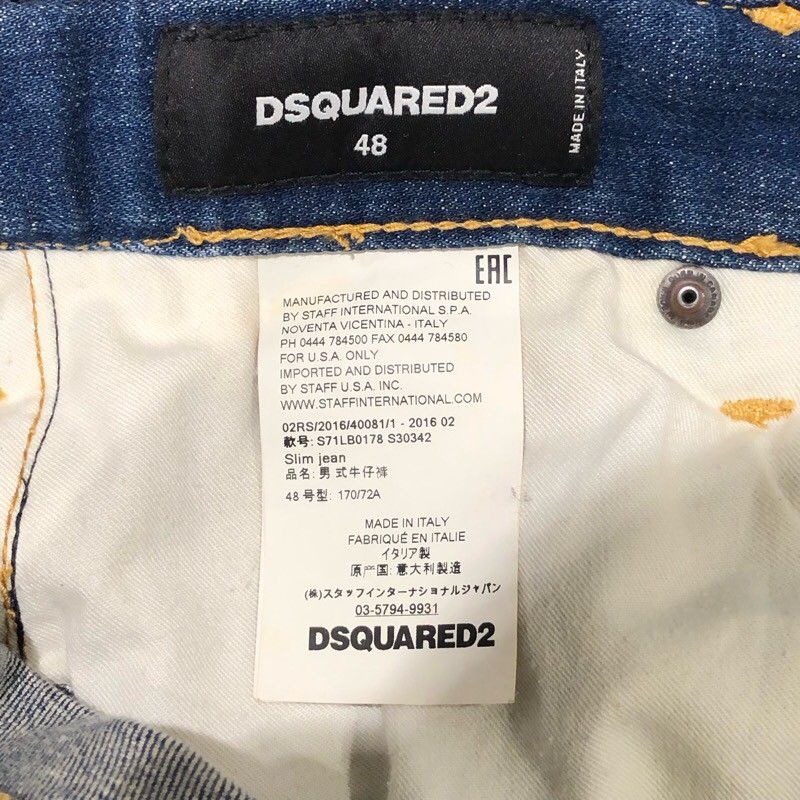 DSQUARED2
48
MADE IN ITALY
EAC
MANUFACTURED AND DISTRIBUTED
BY STAFF INTERNATIONAL S.P.A.
NOVENTA VICENTINA - ITALY
PH 0444 784500 FAX 0444 784580
FOR U.S.A. ONLY
IMPORTED AND DISTRIBUTED
BY STAFF U.S.A. INC.
WWW.STAFFINTERNATIONAL.COM
02RS/2016/40081/1 - 2016 02
款号: S71LB0178 S30342
Slim jean
品名: 男式牛仔裤
48 号型: 170/72A
MADE IN ITALY
FABRIQUÉ EN ITALIE
イタリア製
原产国: 意大利製造
(株)スタッフインターナショナルジャパン
03-5794-9931
DSQUARED2